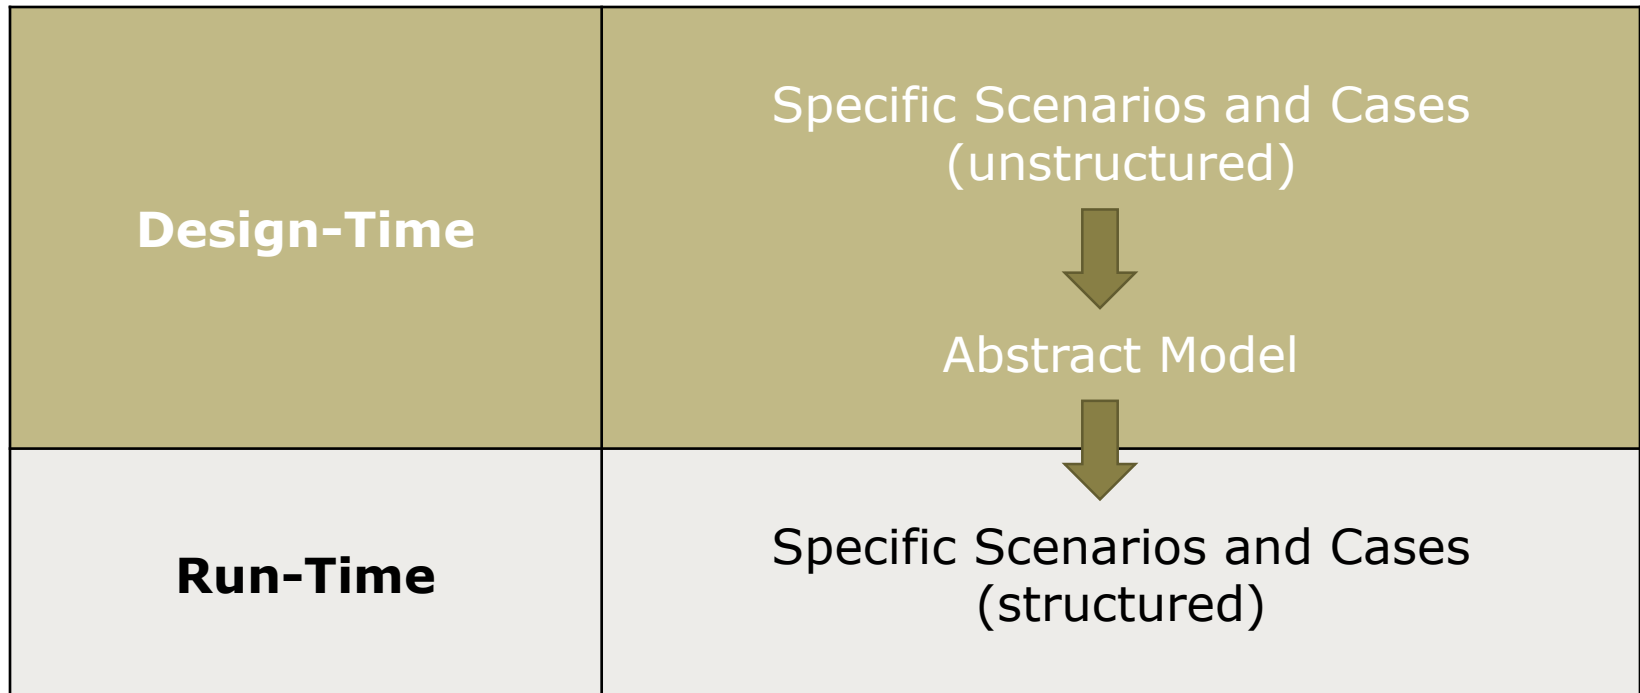 Design-Time
Specific Scenarios and Cases
(unstructured)
Abstract Model
Run-Time
Specific Scenarios and Cases
(structured)